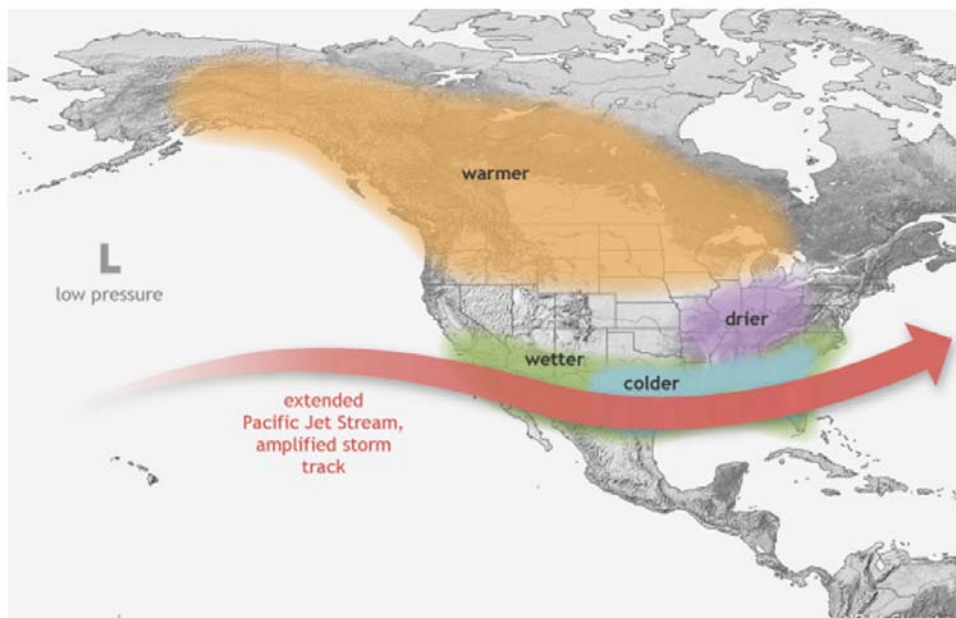 warmer
L
low pressure
drier
wetter
colder
extended
Pacific Jet Stream,
amplified storm
track